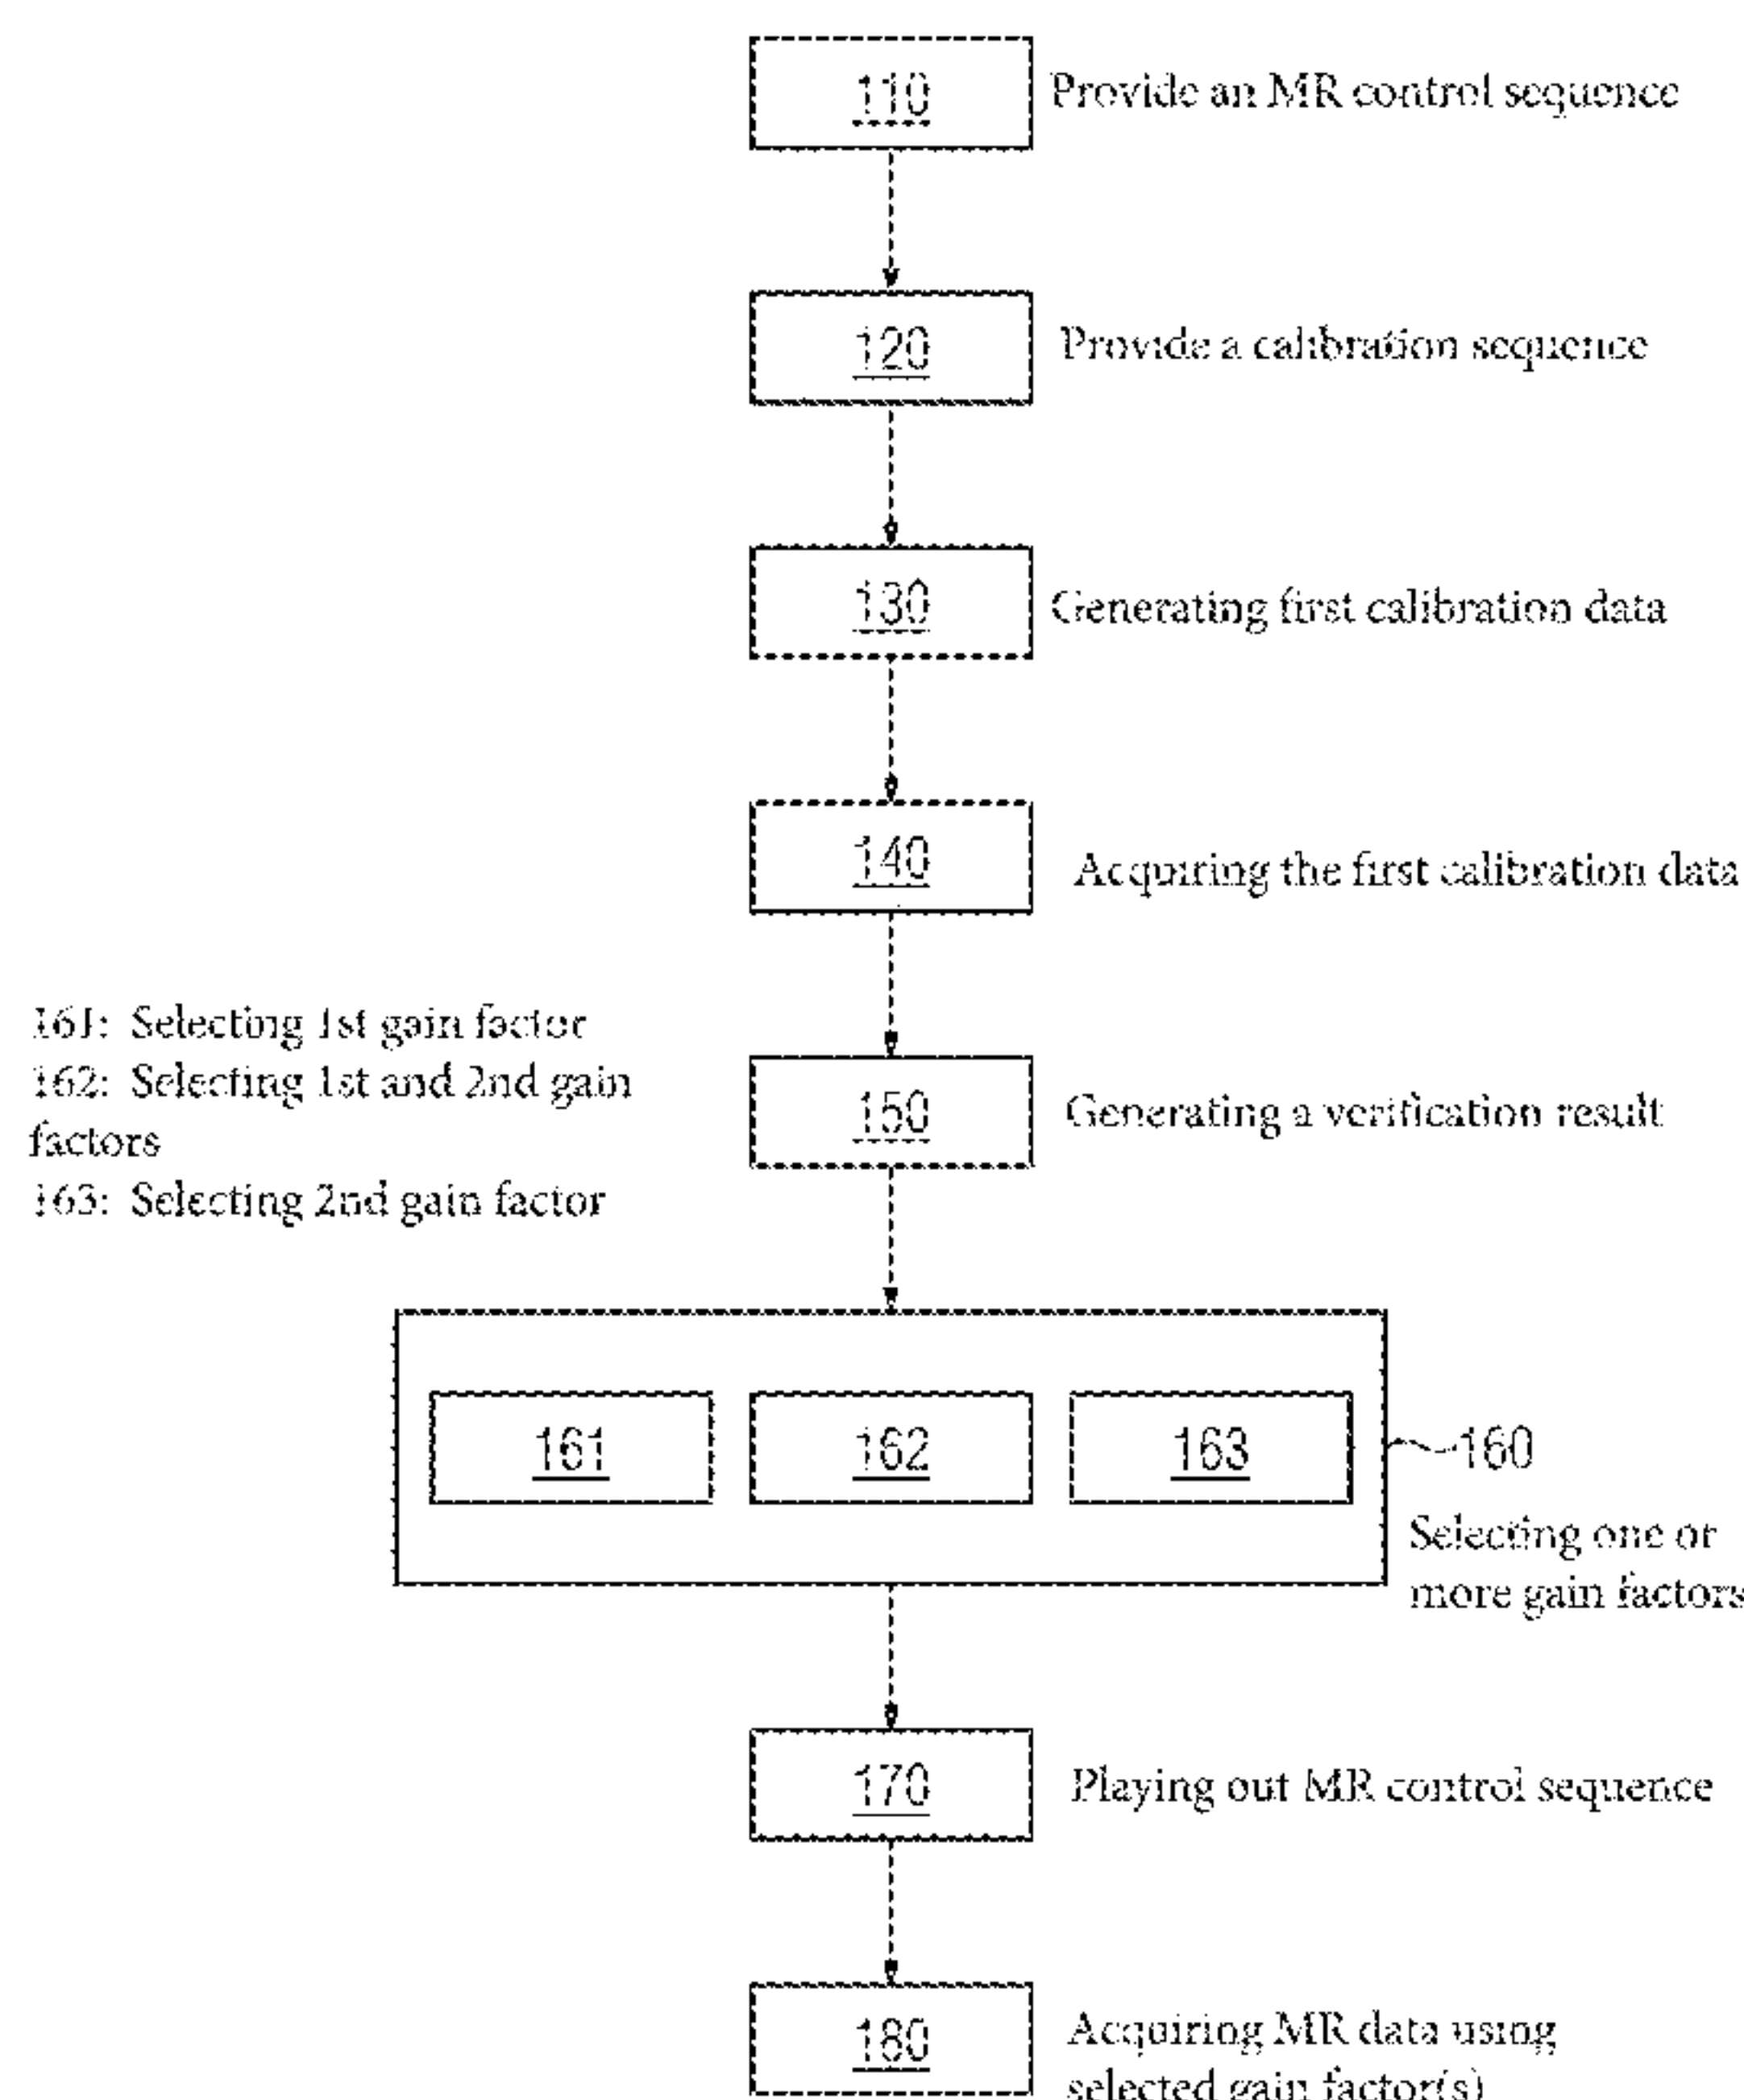 110 Provide an MR control sequence
120 Provide a calibration sequence
130 Generating first calibration data
140 Acquiring the first calibration data
161: Selecting 1st gain factor
162: Selecting 1st and 2nd gain
factors
163: Selecting 2nd gain factor
150 Generating a verification result
161 162 163 160
Selecting one or
more gain factors
170 Playing out MR control sequence
180 Acquiring MR data using
selected gain factor(s)